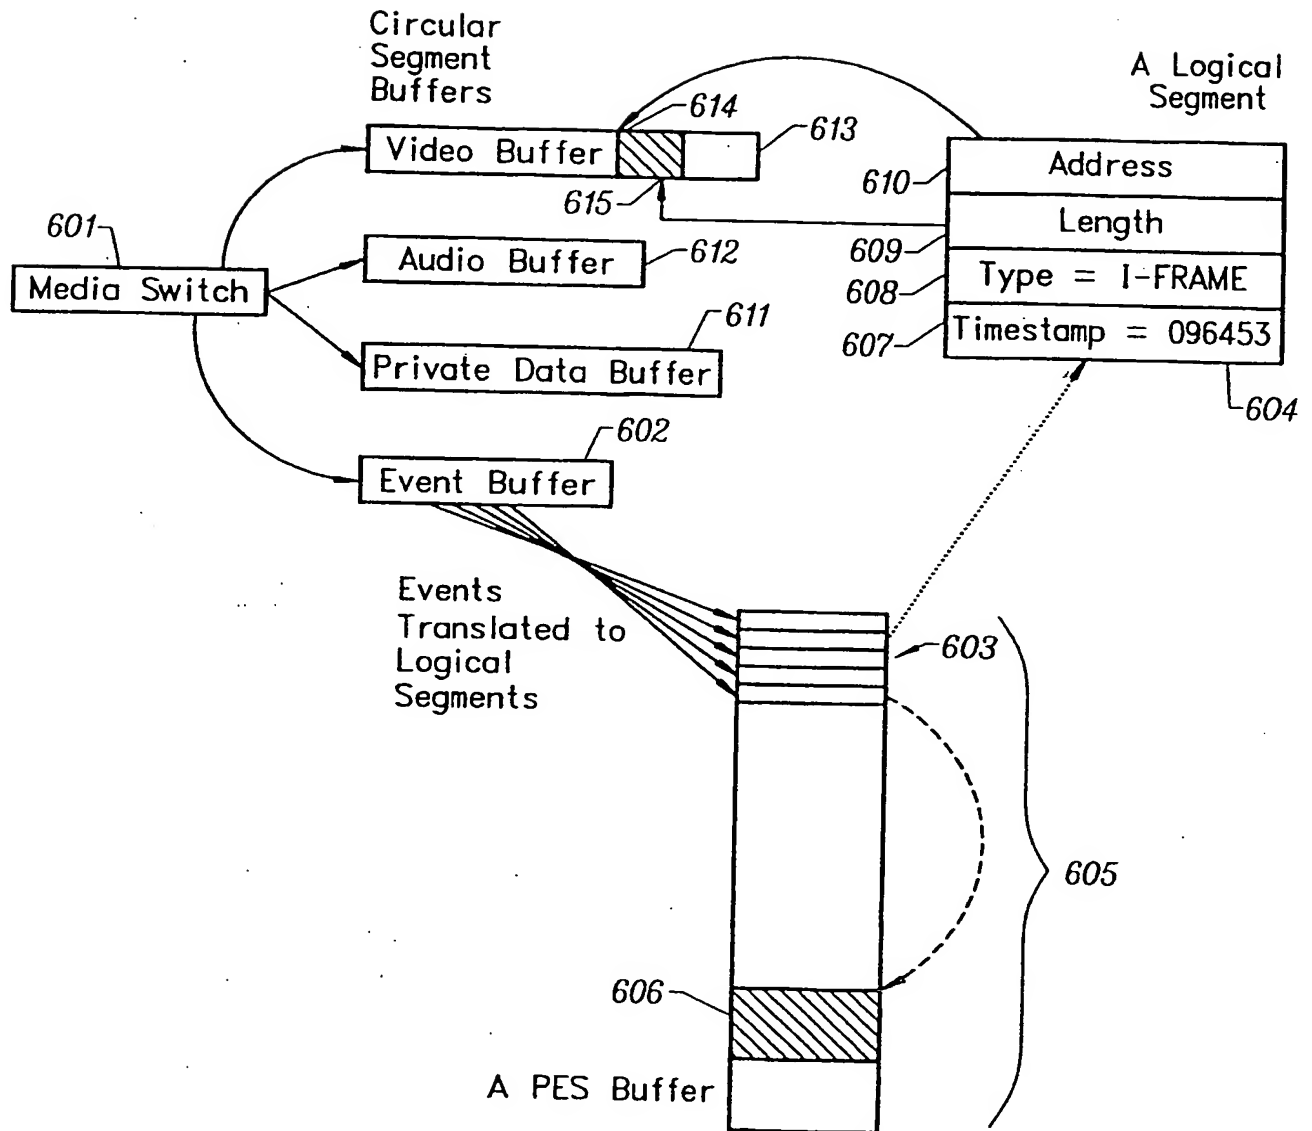 Circular
Segment
Buffers
A Logical
Segment
614
613
Video Buffer
615
610
Address
609
Length
608
Type = I-FRAME
607
Timestamp = 096453
604
601
Media Switch
Audio Buffer
612
611
Private Data Buffer
602
Event Buffer
Events
Translated to
Logical
Segments
603
605
606
A PES Buffer